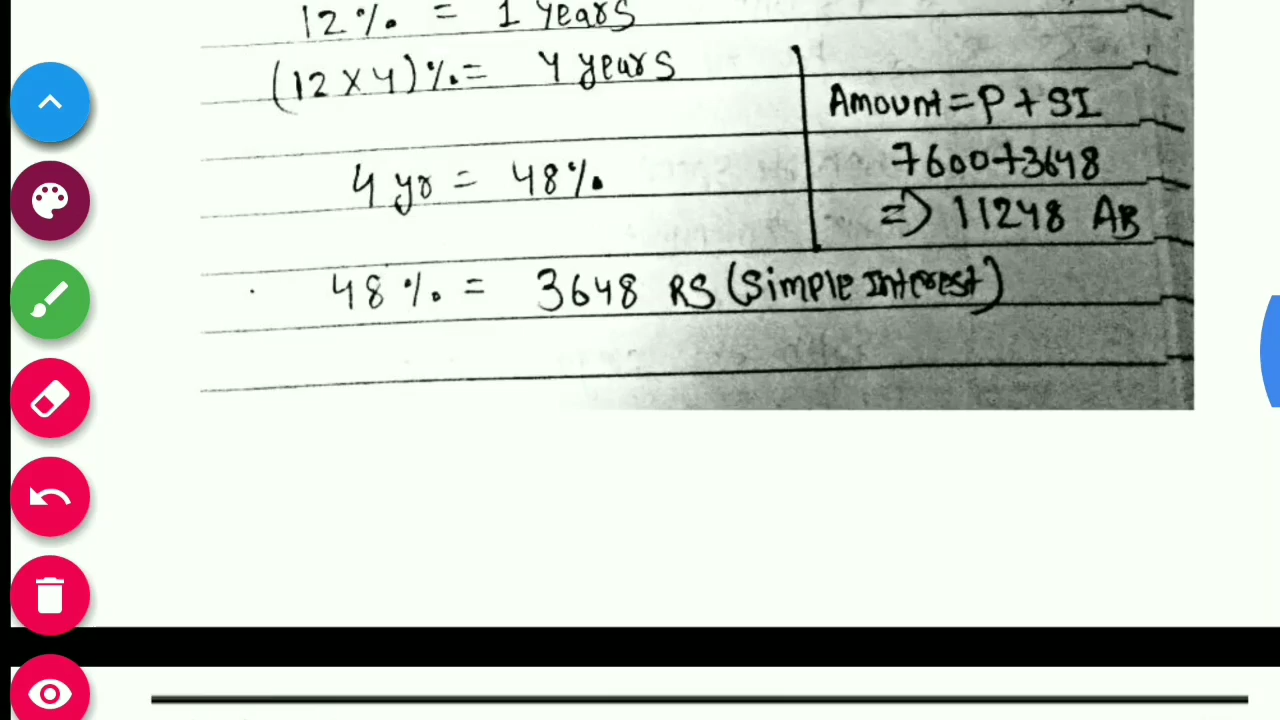 12% = 1 years
(12 × 4)% = 4 years
4 yr = 48%
48% = 3648 RS (Simple Interest)
Amount = P + SI
7600+3648
=> 11248 AB